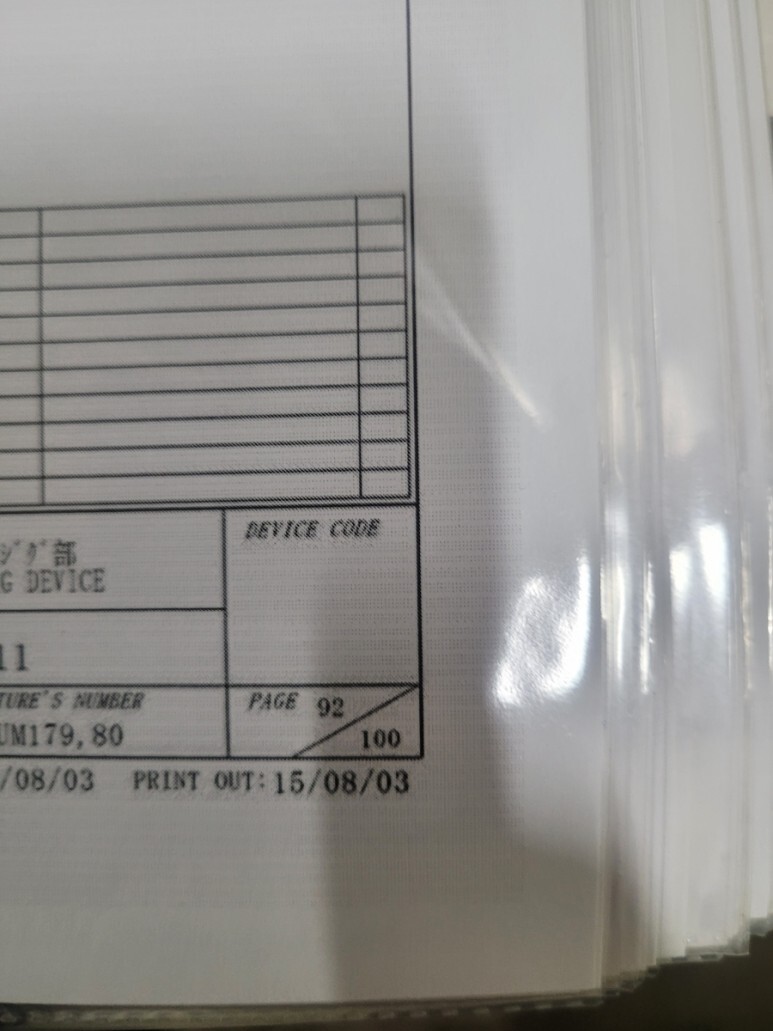 DEVICE CODE
ｼﾞｸﾞ部
G DEVICE
11
TURE'S NUMBER
PAGE 92
UM179,80
100
/08/03 PRINT OUT: 15/08/03